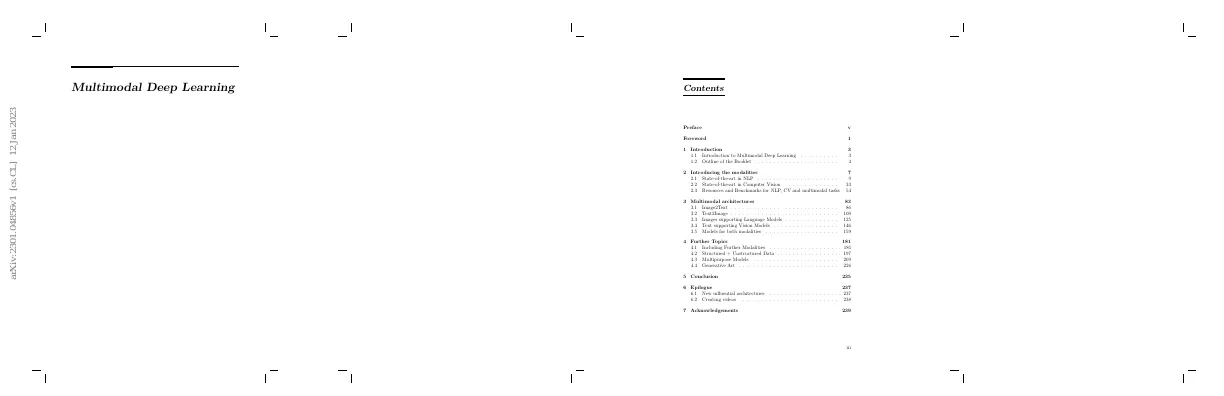 arXiv:2301.04856v1 [cs.CL] 12 Jan 2023
Multimodal Deep Learning
Contents
Preface v
Foreword 1
1 Introduction 3
1.1 Introduction to Multimodal Deep Learning . . . . . . . . . . 3
1.2 Outline of the Booklet . . . . . . . . . . . . . . . . . . . . 4
2 Introducing the modalities 7
2.1 State-of-the-art in NLP . . . . . . . . . . . . . . . . . . . 9
2.2 State-of-the-art in Computer Vision . . . . . . . . . . . . . 33
2.3 Resources and Benchmarks for NLP, CV and multimodal tasks 54
3 Multimodal architectures 83
3.1 Image2Text . . . . . . . . . . . . . . . . . . . . . . . . 84
3.2 Text2Image . . . . . . . . . . . . . . . . . . . . . . . . 100
3.3 Images supporting Language Models . . . . . . . . . . . . . 125
3.4 Text supporting Vision Models . . . . . . . . . . . . . . . 146
3.5 Models for both modalities . . . . . . . . . . . . . . . . . 159
4 Further Topics 181
4.1 Including Further Modalities . . . . . . . . . . . . . . . . 181
4.2 Structured + Unstructured Data . . . . . . . . . . . . . . . 197
4.3 Multipurpose Models . . . . . . . . . . . . . . . . . . . . 209
4.4 Generative Art . . . . . . . . . . . . . . . . . . . . . . . 226
5 Conclusion 235
6 Epilogue 237
6.1 New influential architectures . . . . . . . . . . . . . . . . 237
6.2 Creating videos . . . . . . . . . . . . . . . . . . . . . . 238
7 Acknowledgements 239
iii